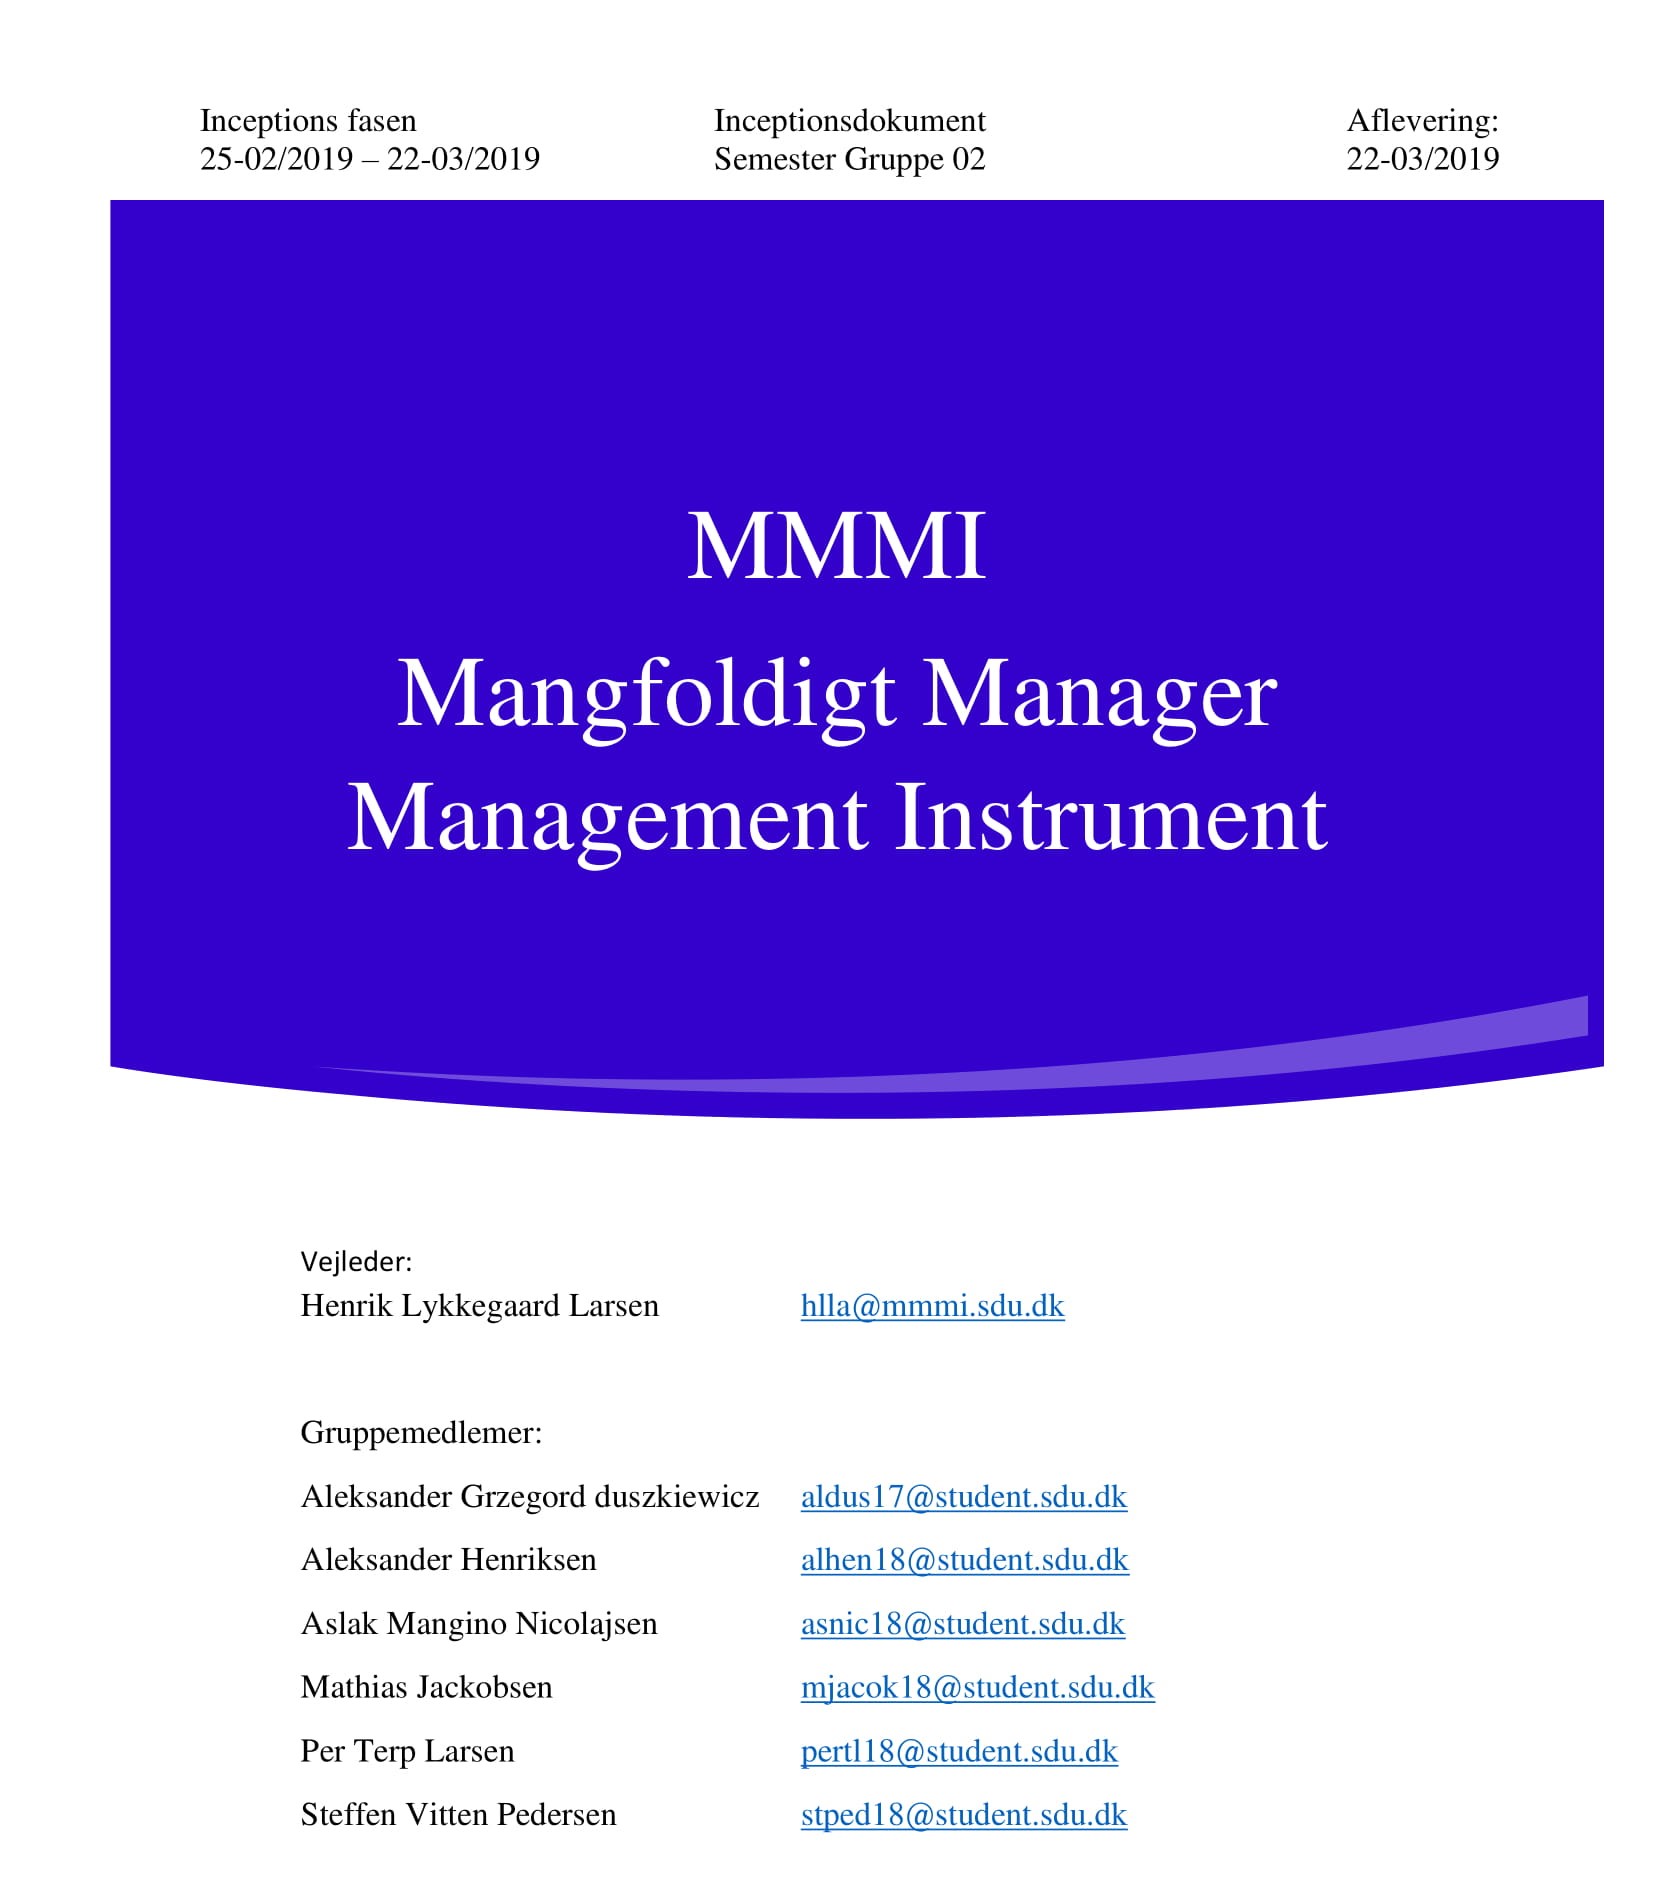 Inceptions fasen
25-02/2019 – 22-03/2019
Inceptionsdokument
Semester Gruppe 02
Aflevering:
22-03/2019
MMMI
Mangfoldigt Manager
Management Instrument
Vejleder:
Henrik Lykkegaard Larsen hlla@mmmi.sdu.dk
Gruppemedlemer:
Aleksander Grzegord duszkiewicz aldus17@student.sdu.dk
Aleksander Henriksen alhen18@student.sdu.dk
Aslak Mangino Nicolajsen asnic18@student.sdu.dk
Mathias Jackobsen mjacok18@student.sdu.dk
Per Terp Larsen pertl18@student.sdu.dk
Steffen Vitten Pedersen stped18@student.sdu.dk